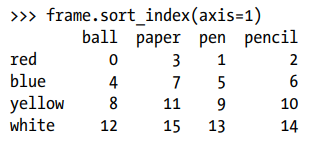 >>> frame.sort_index(axis=1)
ball paper pen pencil
red 0 3 1 2
blue 4 7 5 6
yellow 8 11 9 10
white 12 15 13 14